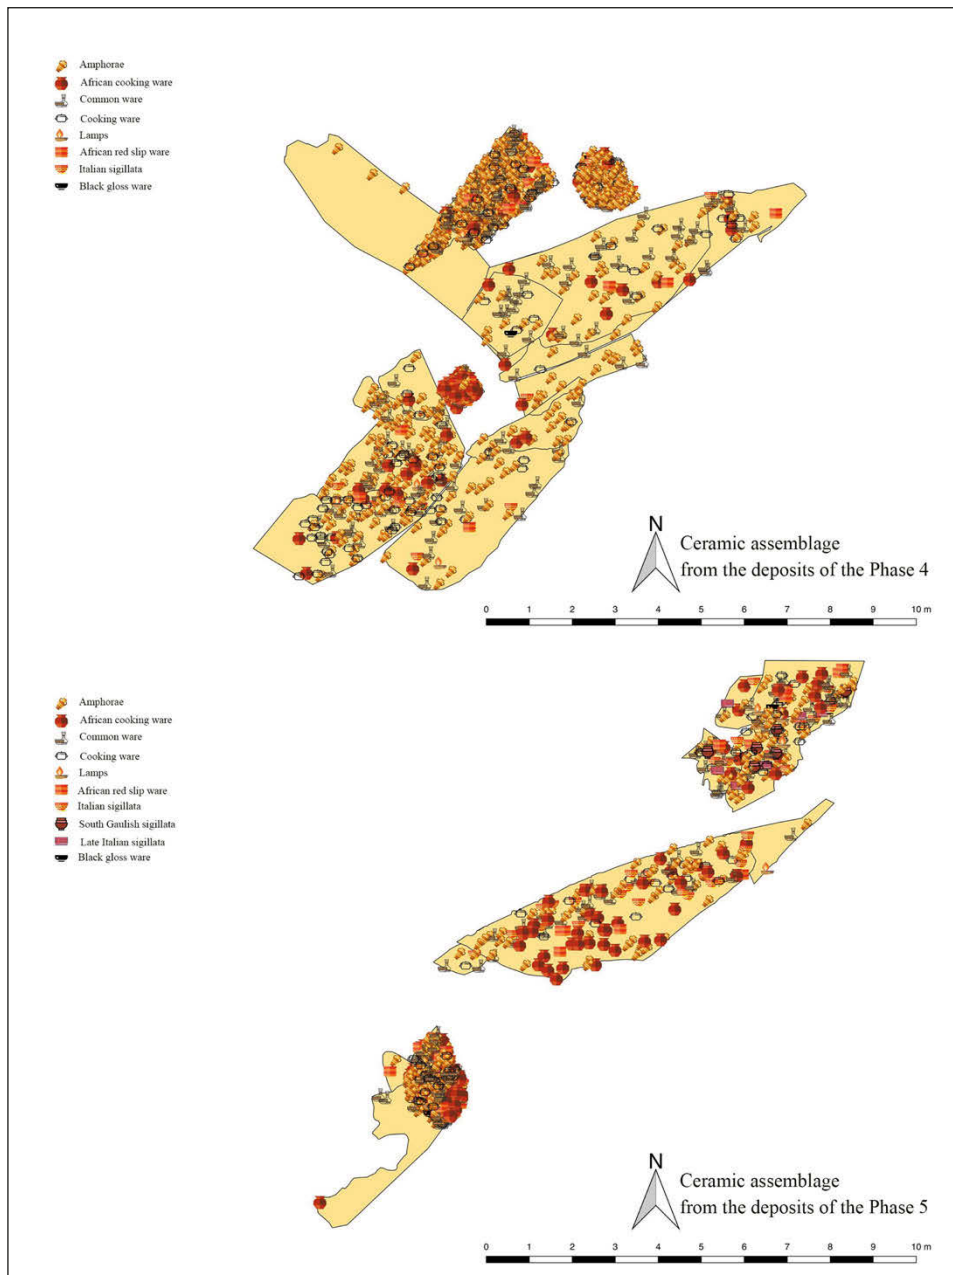 Amphorae
African cooking ware
Common ware
Cooking ware
Lamps
African red slip ware
Italian sigillata
Black gloss ware
N
Ceramic assemblage
from the deposits of the Phase 4
0 1 2 3 4 5 6 7 8 9 10 m
Amphorae
African cooking ware
Common ware
Cooking ware
Lamps
African red slip ware
Italian sigillata
South Gaulish sigillata
Late Italian sigillata
Black gloss ware
N
Ceramic assemblage
from the deposits of the Phase 5
0 1 2 3 4 5 6 7 8 9 10 m